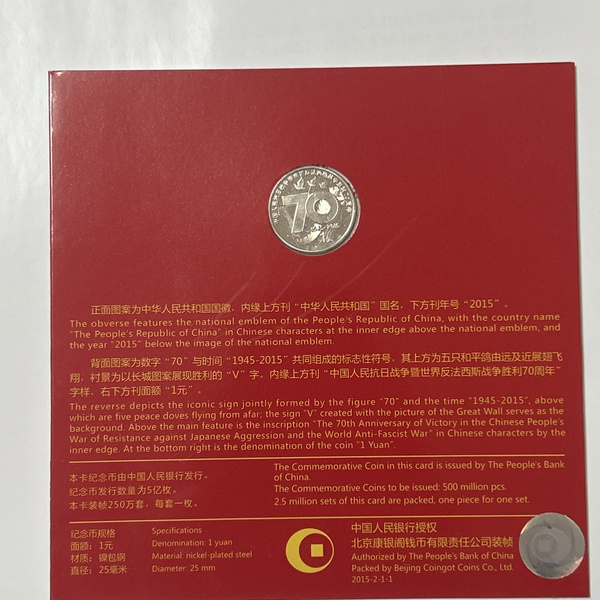 70
正面图案为中华人民共和国国徽，内缘上方刊“中华人民共和国”国名，下方刊年号“2015”。
The obverse features the national emblem of the People's Republic of China, with the country name
"The People's Republic of China" in Chinese characters at the inner edge above the national emblem, and
the year "2015" below the image of the national emblem.
背面图案为数字“70”与时间“1945-2015”共同组成的标志性符号，其上方为五只和平鸽由远及近展翅飞
翔，衬景为以长城图案展现胜利的“V”字，内缘上方刊“中国人民抗日战争暨世界反法西斯战争胜利70周年”
字样，右下方刊面额“1元”。
The reverse depicts the iconic sign jointly formed by the figure "70" and the time "1945-2015", above
which are five peace doves flying from afar; the sign "V" created with the picture of the Great Wall serves as the
background. Above the main feature is the inscription "The 70th Anniversary of Victory in the Chinese People's
War of Resistance against Japanese Aggression and the World Anti-Fascist War" in Chinese characters by the
inner edge. At the bottom right is the denomination of the coin "1 Yuan".
本卡纪念币由中国人民银行发行。
纪念币发行数量为5亿枚。
本卡装帧250万套，每套一枚。
The Commemorative Coin in this card is issued by The People's Bank
of China.
The Commemorative Coins to be issued: 500 million pcs.
2.5 million sets of this card are packed, one piece for one set.
纪念币规格
面额：1元
材质：镍包钢
直径：25毫米
Specifications
Denomination: 1 yuan
Material: nickel-plated steel
Diameter: 25 mm
中国人民银行授权
北京康银阁钱币有限责任公司装帧
Authorized by The People's Bank of China
Packed by Beijing Coingot Coins Co., Ltd.
2015-2-1-1